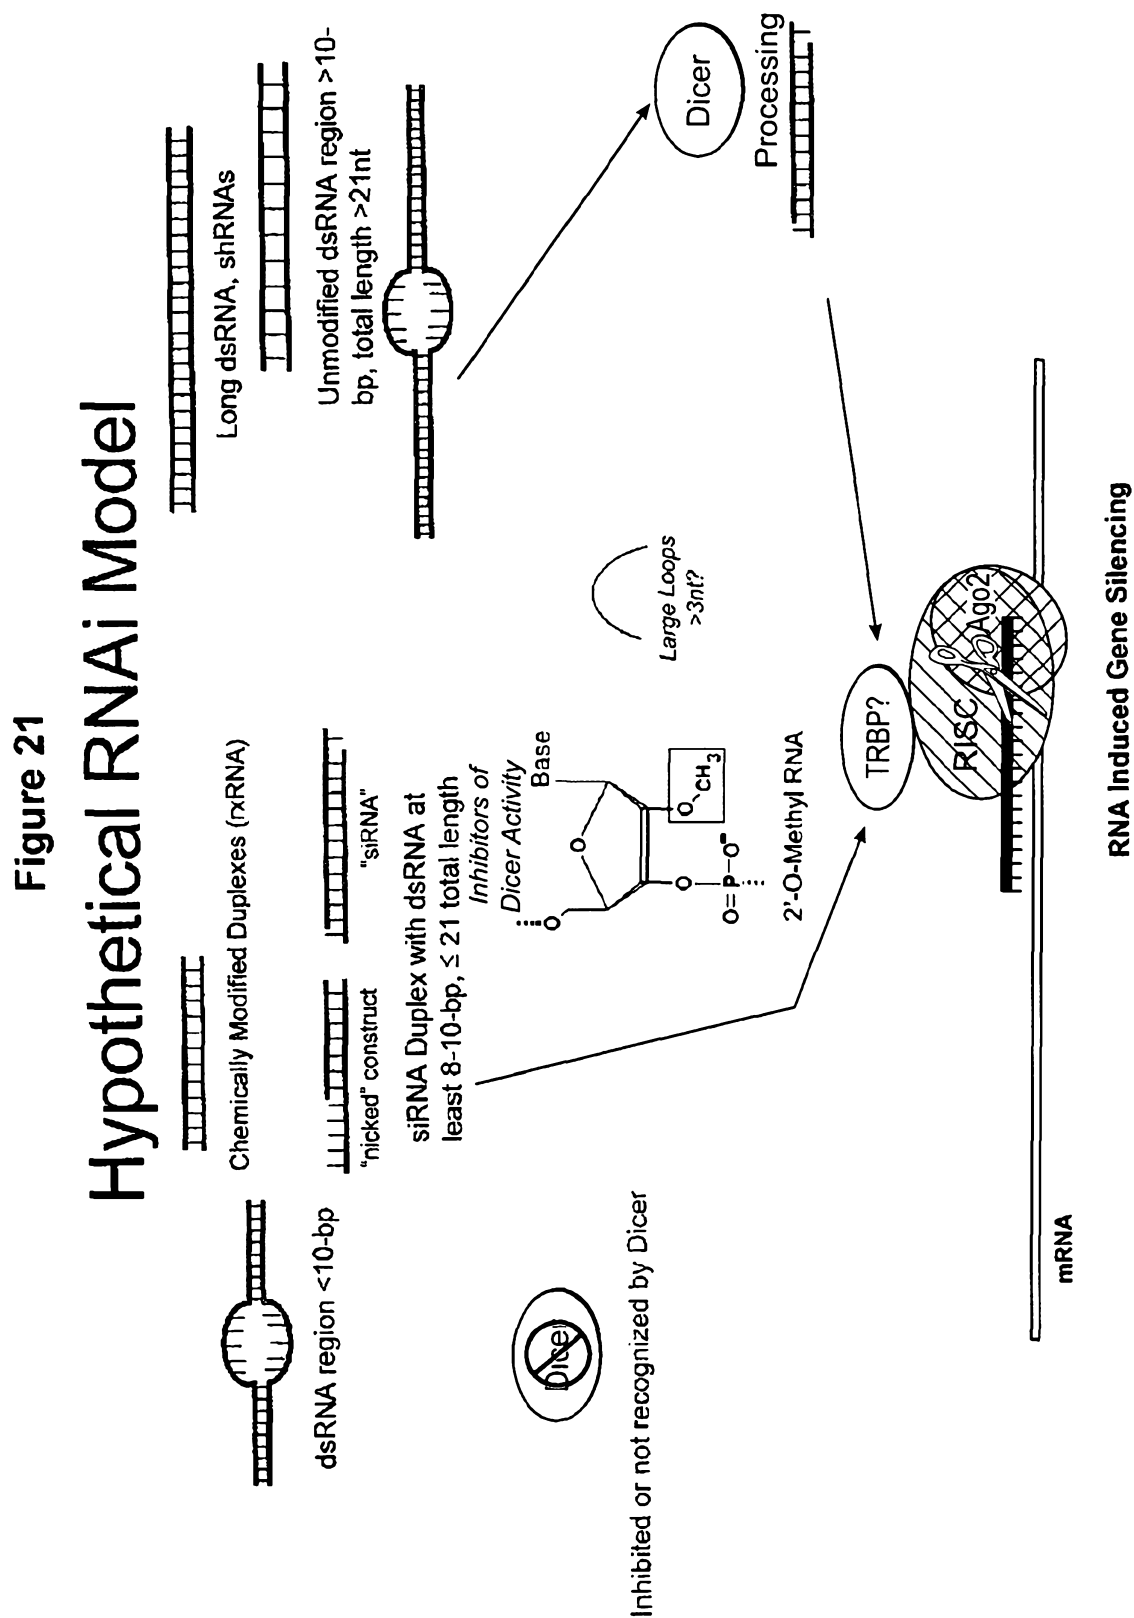 Figure 21
Hypothetical RNAi Model
dsRNA region <10-bp
Chemically Modified Duplexes (rxRNA)
"nicked" construct
"siRNA"
siRNA Duplex with dsRNA at
least 8-10-bp, ≤ 21 total length
Long dsRNA, shRNAs
Unmodified dsRNA region >10-
bp, total length >21nt
Dicer
Inhibited or not recognized by Dicer
Inhibitors of
Dicer Activity
Base
O
O
O
O
CH3
O=P-O-
2'-O-Methyl RNA
Large Loops
>3nt?
Dicer
Processing
TRBP?
RISC
Ago2
mRNA
RNA Induced Gene Silencing